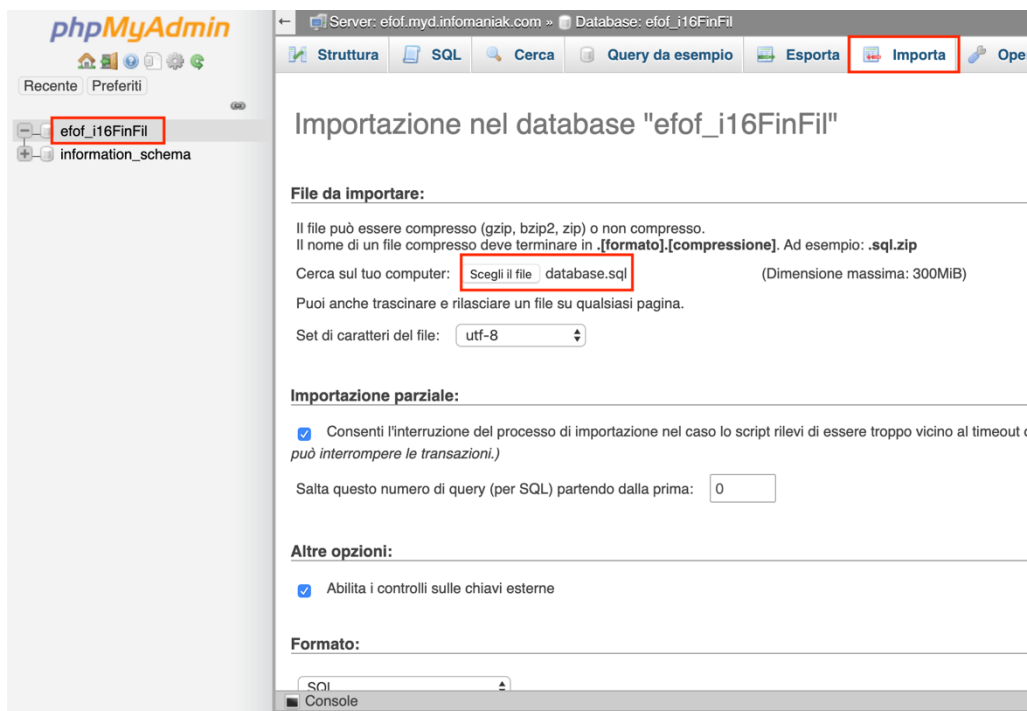 phpMyAdmin
Recente Preferiti
efof_i16FinFil
information_schema
Server: efof.myd.infomaniak.com » Database: efof_i16FinFil
Struttura SQL Cerca Query da esempio Esporta Importa Ope
Importazione nel database "efof_i16FinFil"
File da importare:
Il file può essere compresso (gzip, bzip2, zip) o non compresso.
Il nome di un file compresso deve terminare in .[formato].[compressione]. Ad esempio: .sql.zip
Cerca sul tuo computer: Scegli il file database.sql (Dimensione massima: 300MiB)
Puoi anche trascinare e rilasciare un file su qualsiasi pagina.
Set di caratteri del file: utf-8
Importazione parziale:
Consenti l'interruzione del processo di importazione nel caso lo script rilevi di essere troppo vicino al timeout
può interrompere le transazioni.)
Salta questo numero di query (per SQL) partendo dalla prima: 0
Altre opzioni:
Abilita i controlli sulle chiavi esterne
Formato:
SQL
Console